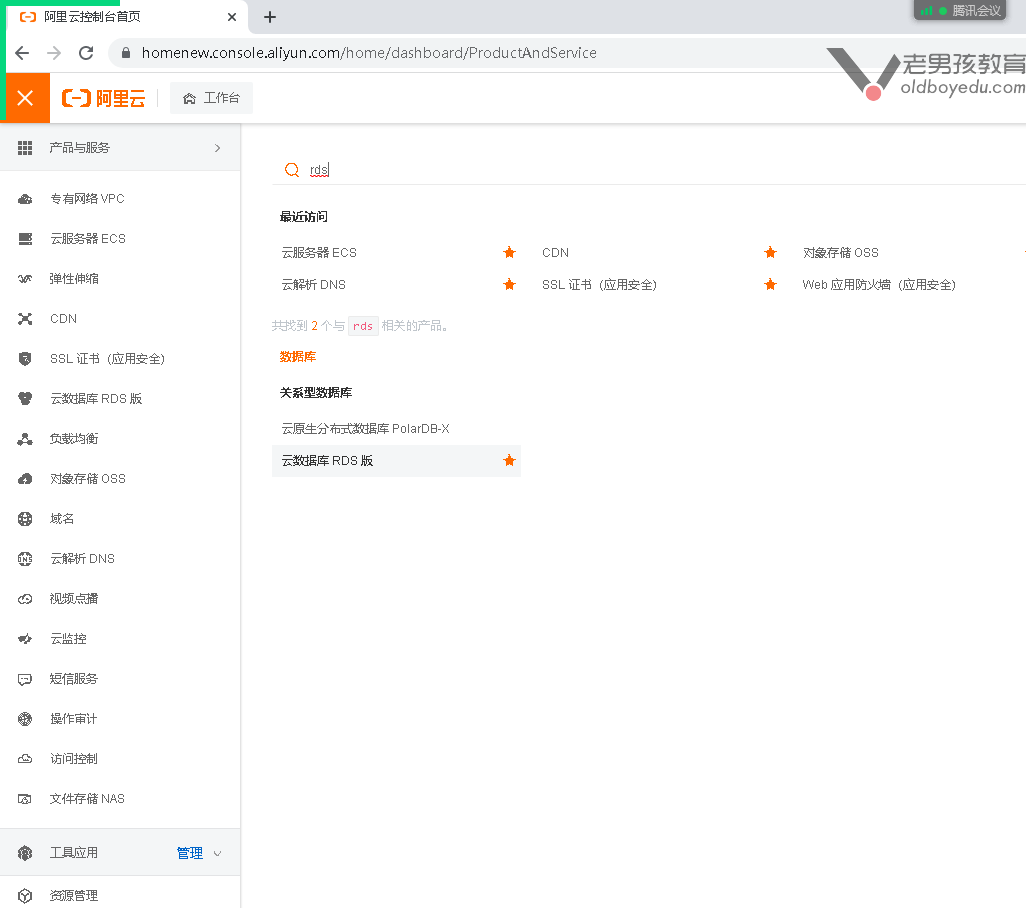 阿里云控制台首页
腾讯会议
homenew.console.aliyun.com/home/dashboard/ProductAndService
老男孩教育
oldboyedu.com
阿里云
工作台
产品与服务
rds
专有网络 VPC
云服务器 ECS
弹性伸缩
CDN
SSL 证书（应用安全）
云数据库 RDS 版
负载均衡
对象存储 OSS
域名
云解析 DNS
视频点播
云监控
短信服务
操作审计
访问控制
文件存储 NAS
工具应用 管理
资源管理
最近访问
云服务器 ECS CDN 对象存储 OSS
云解析 DNS SSL 证书（应用安全） Web 应用防火墙（应用安全）
共找到 2 个与 rds 相关的产品。
数据库
关系型数据库
云原生分布式数据库 PolarDB-X
云数据库 RDS 版